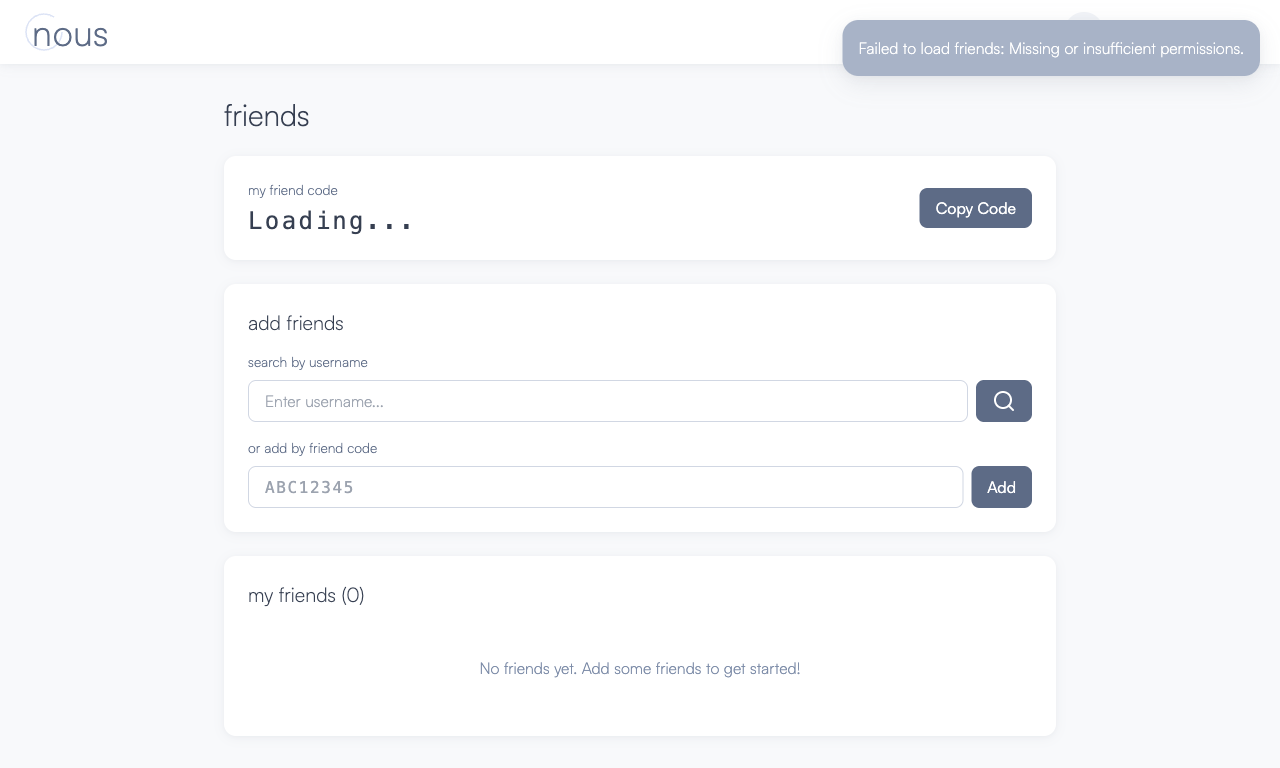 nous
Failed to load friends: Missing or insufficient permissions.
friends
my friend code
Loading...
Copy Code
add friends
search by username
Enter username...
or add by friend code
ABC12345
Add
my friends (0)
No friends yet. Add some friends to get started!